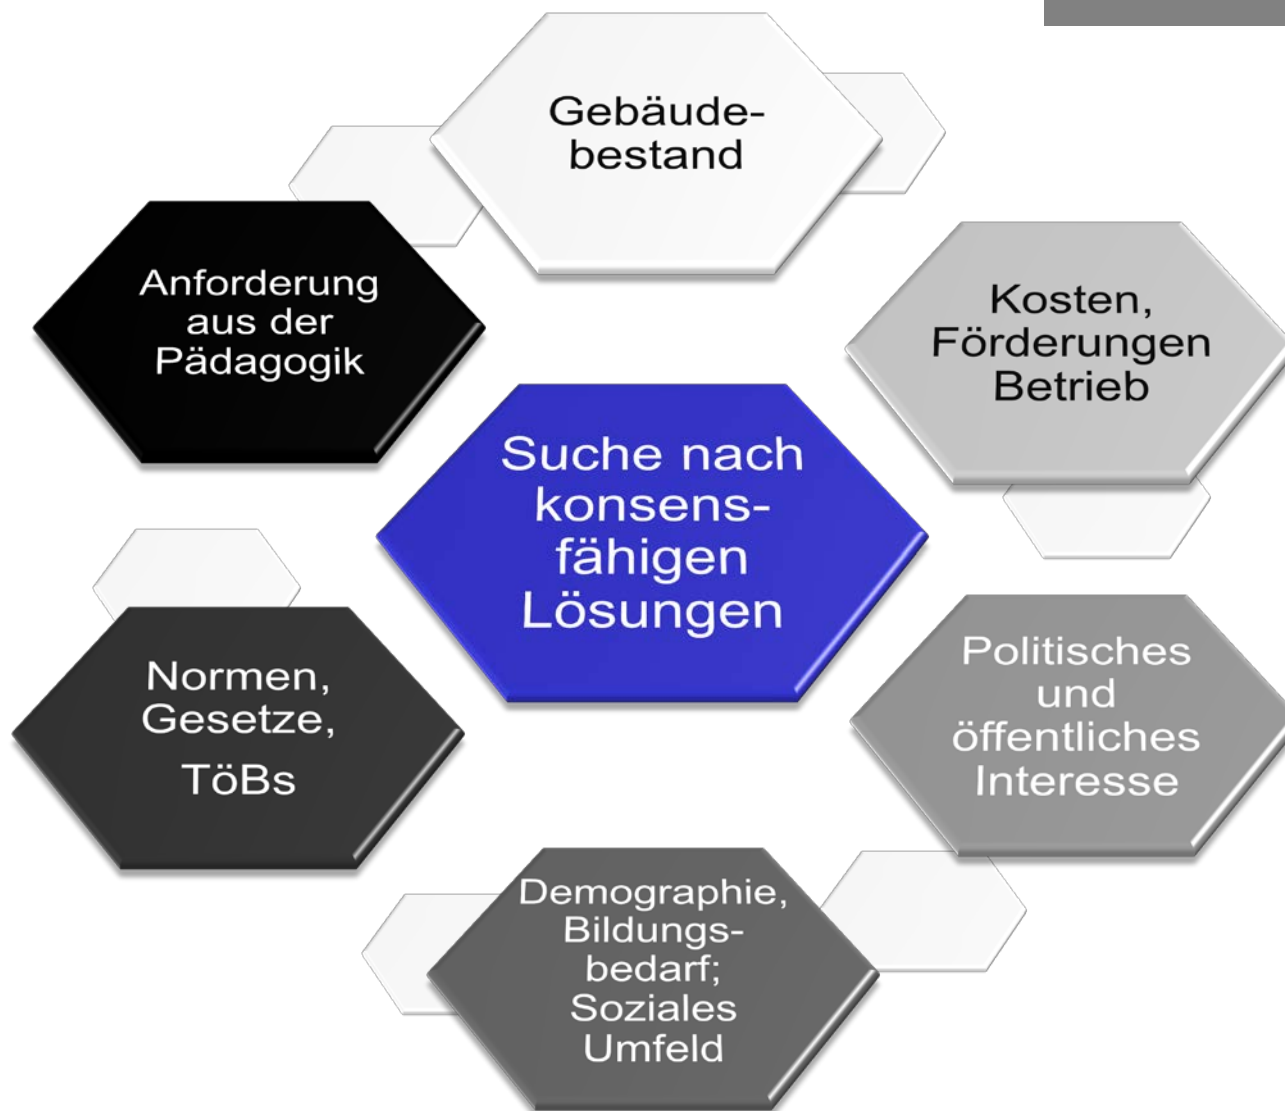 Gebäude-
bestand
Anforderung
aus der
Pädagogik
Kosten,
Förderungen
Betrieb
Suche nach
konsens-
fähigen
Lösungen
Normen,
Gesetze,
TöBs
Politisches
und
öffentliches
Interesse
Demographie,
Bildungs-
bedarf;
Soziales
Umfeld